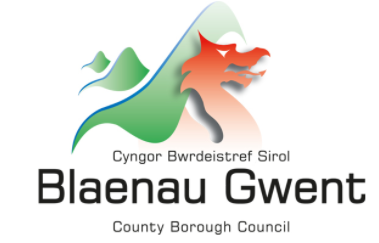 Cyngor Bwrdeistref Sirol
Blaenau Gwent
County Borough Council